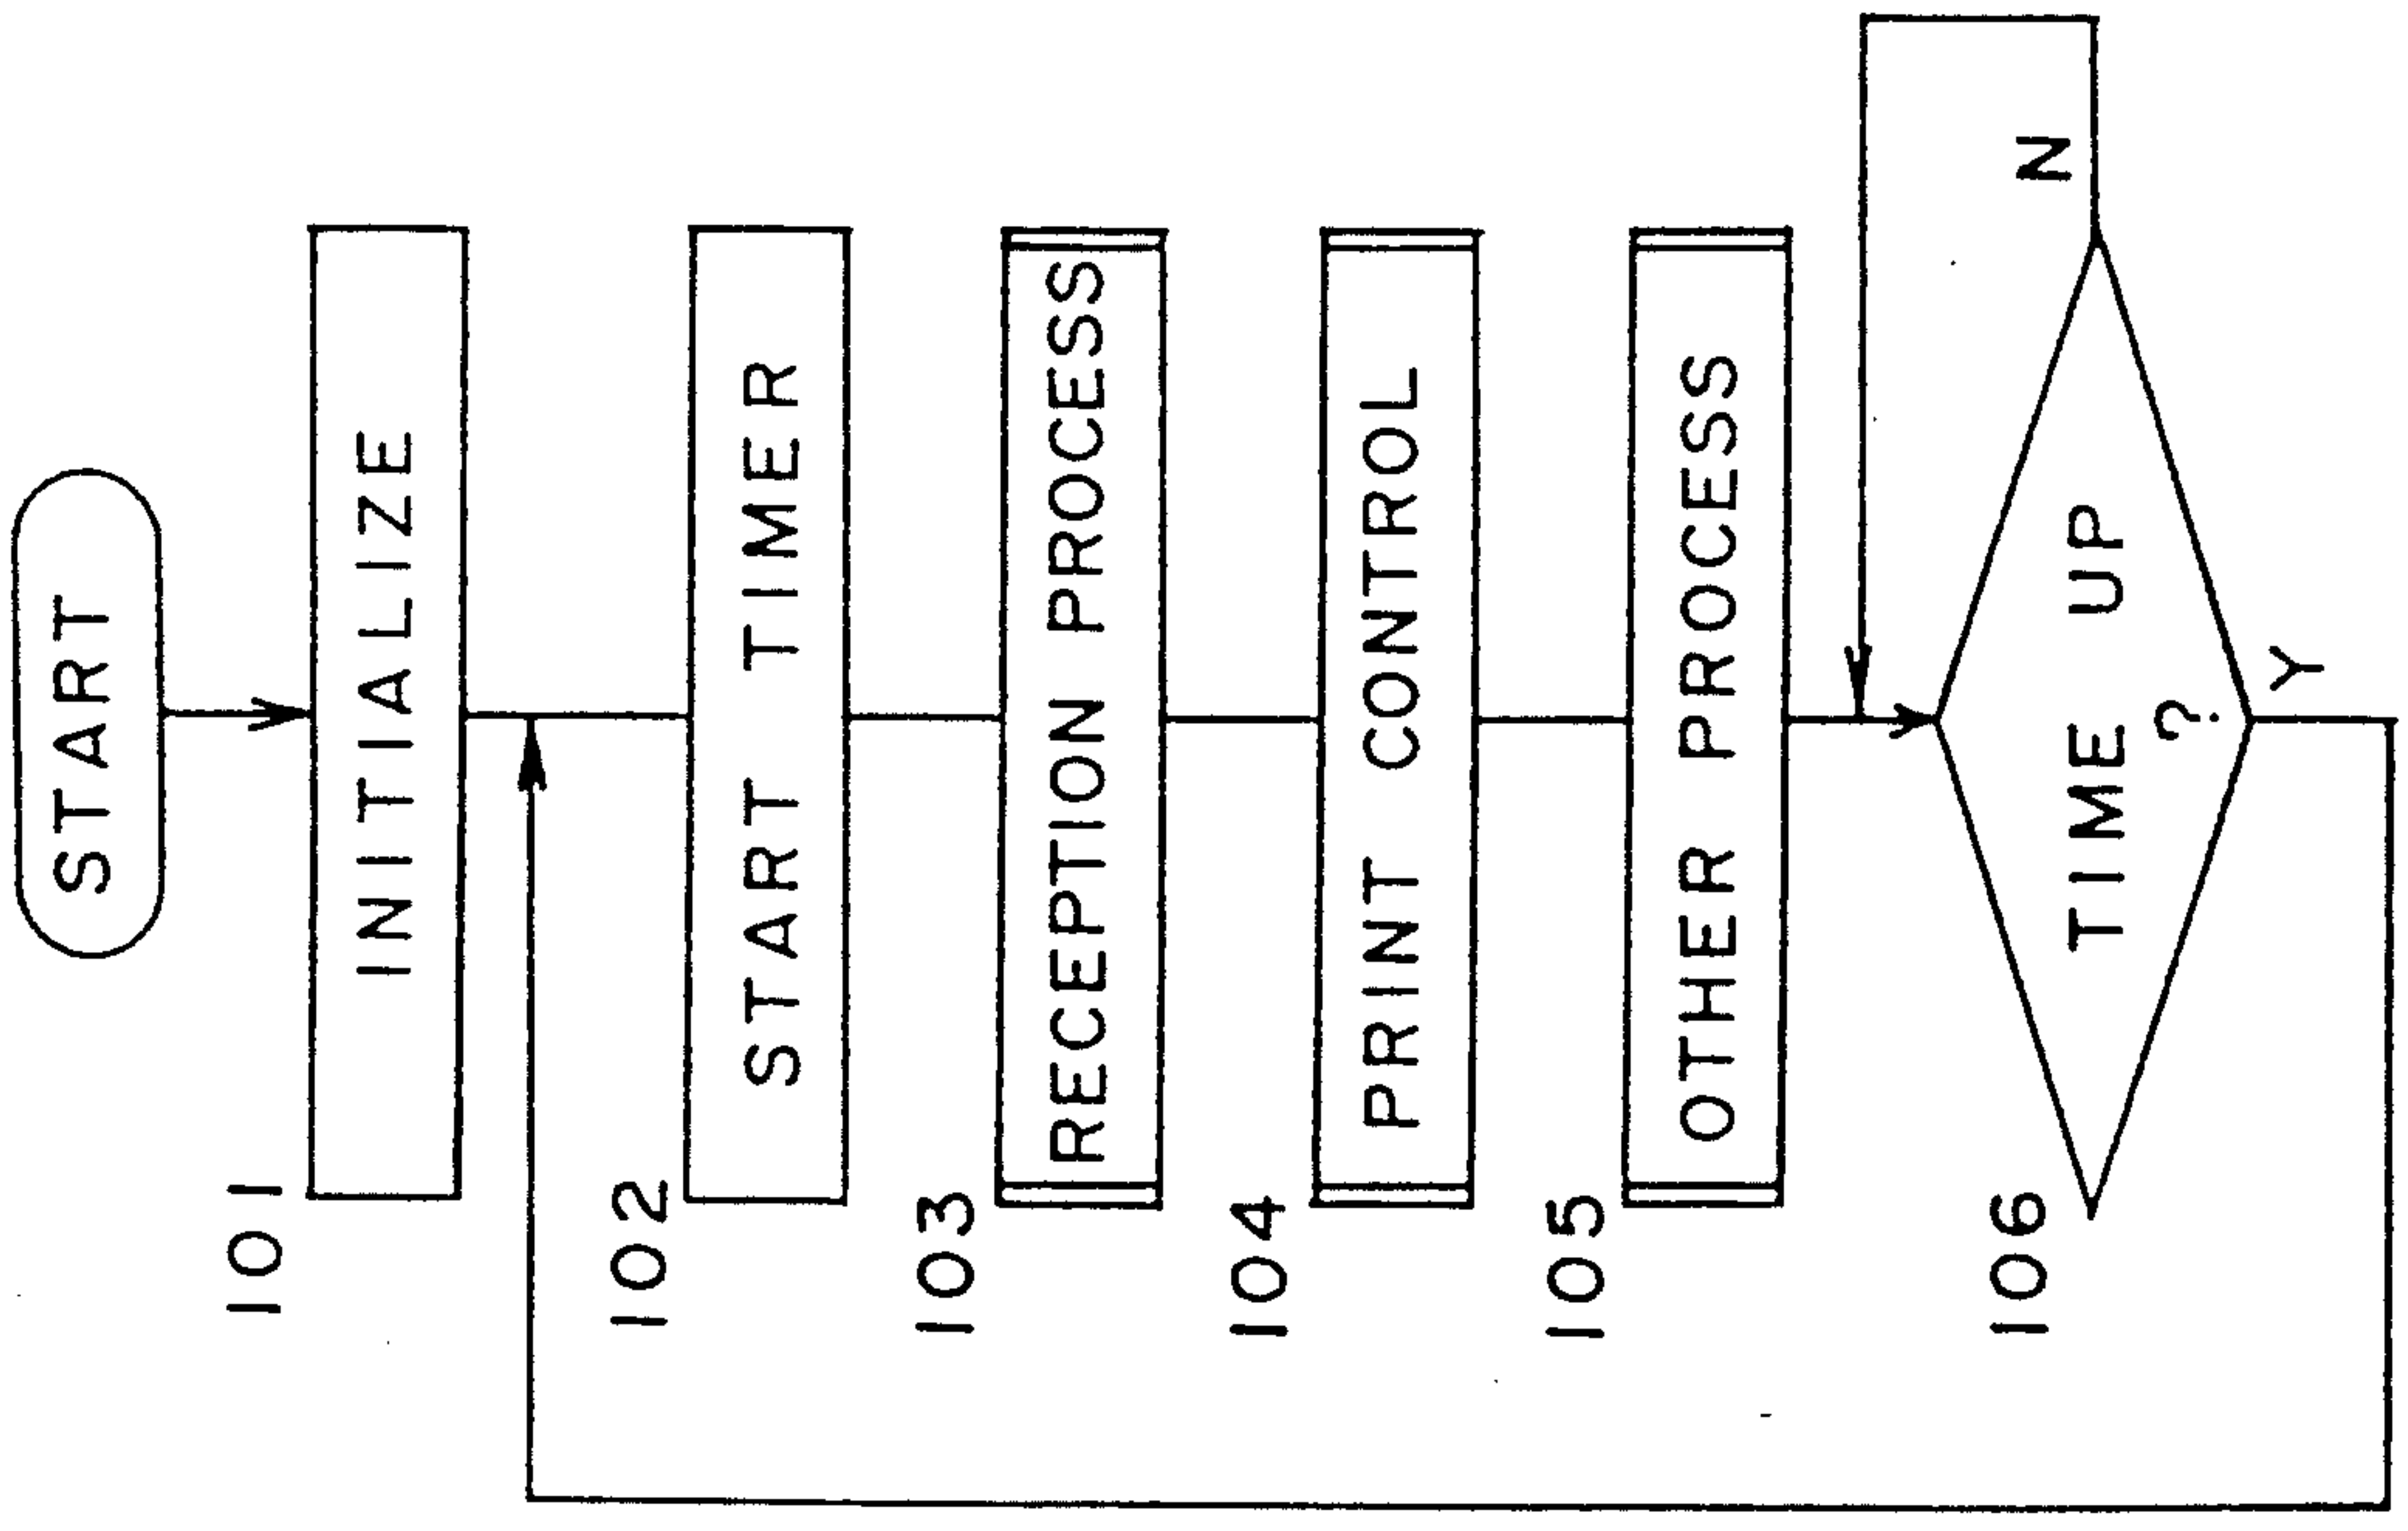 START
101
INITIALIZE
102
START TIMER
103
RECEPTION PROCESS
104
PRINT CONTROL
105
OTHER PROCESS
106
TIME UP
?
N
Y